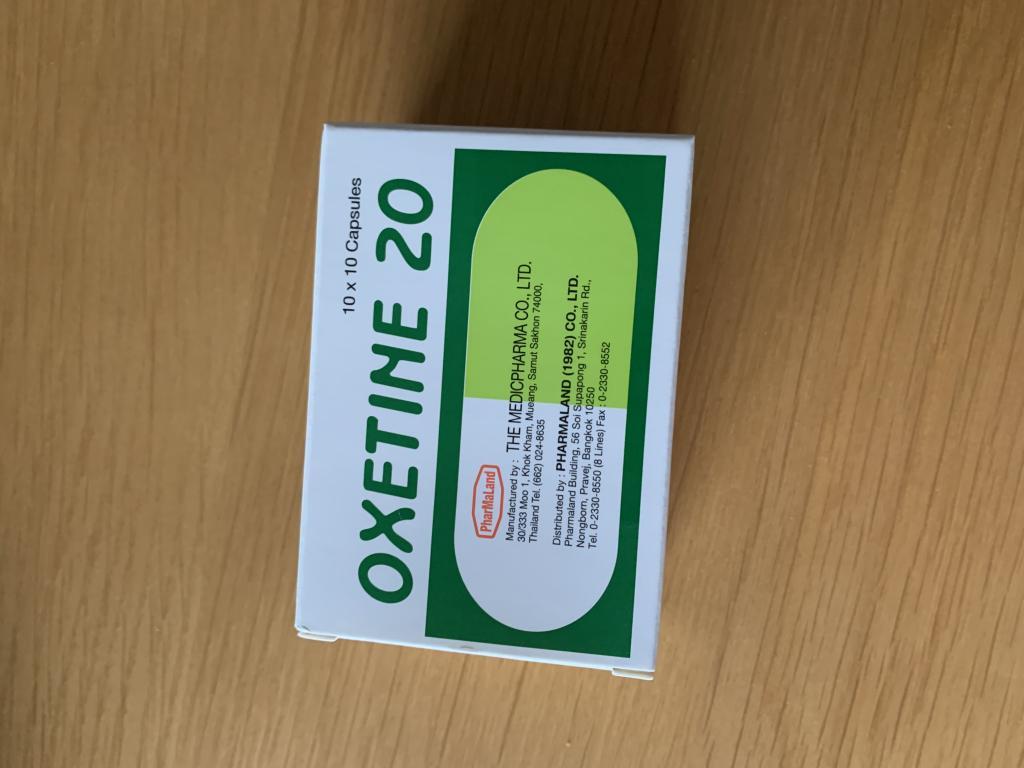 10 x 10 Capsules
OXETINE 20
PharMaLand
Manufactured by : THE MEDICPHARMA CO., LTD.
30/333 Moo 1, Khok Kham, Mueang, Samut Sakhon 74000,
Thailand Tel. (662) 024-8635
Distributed by : PHARMALAND (1982) CO., LTD.
Pharmaland Building, 56 Soi Supapong 1, Srinakarin Rd.,
Nongborn, Pravej, Bangkok 10250
Tel. 0-2330-8550 (8 Lines) Fax : 0-2330-8552